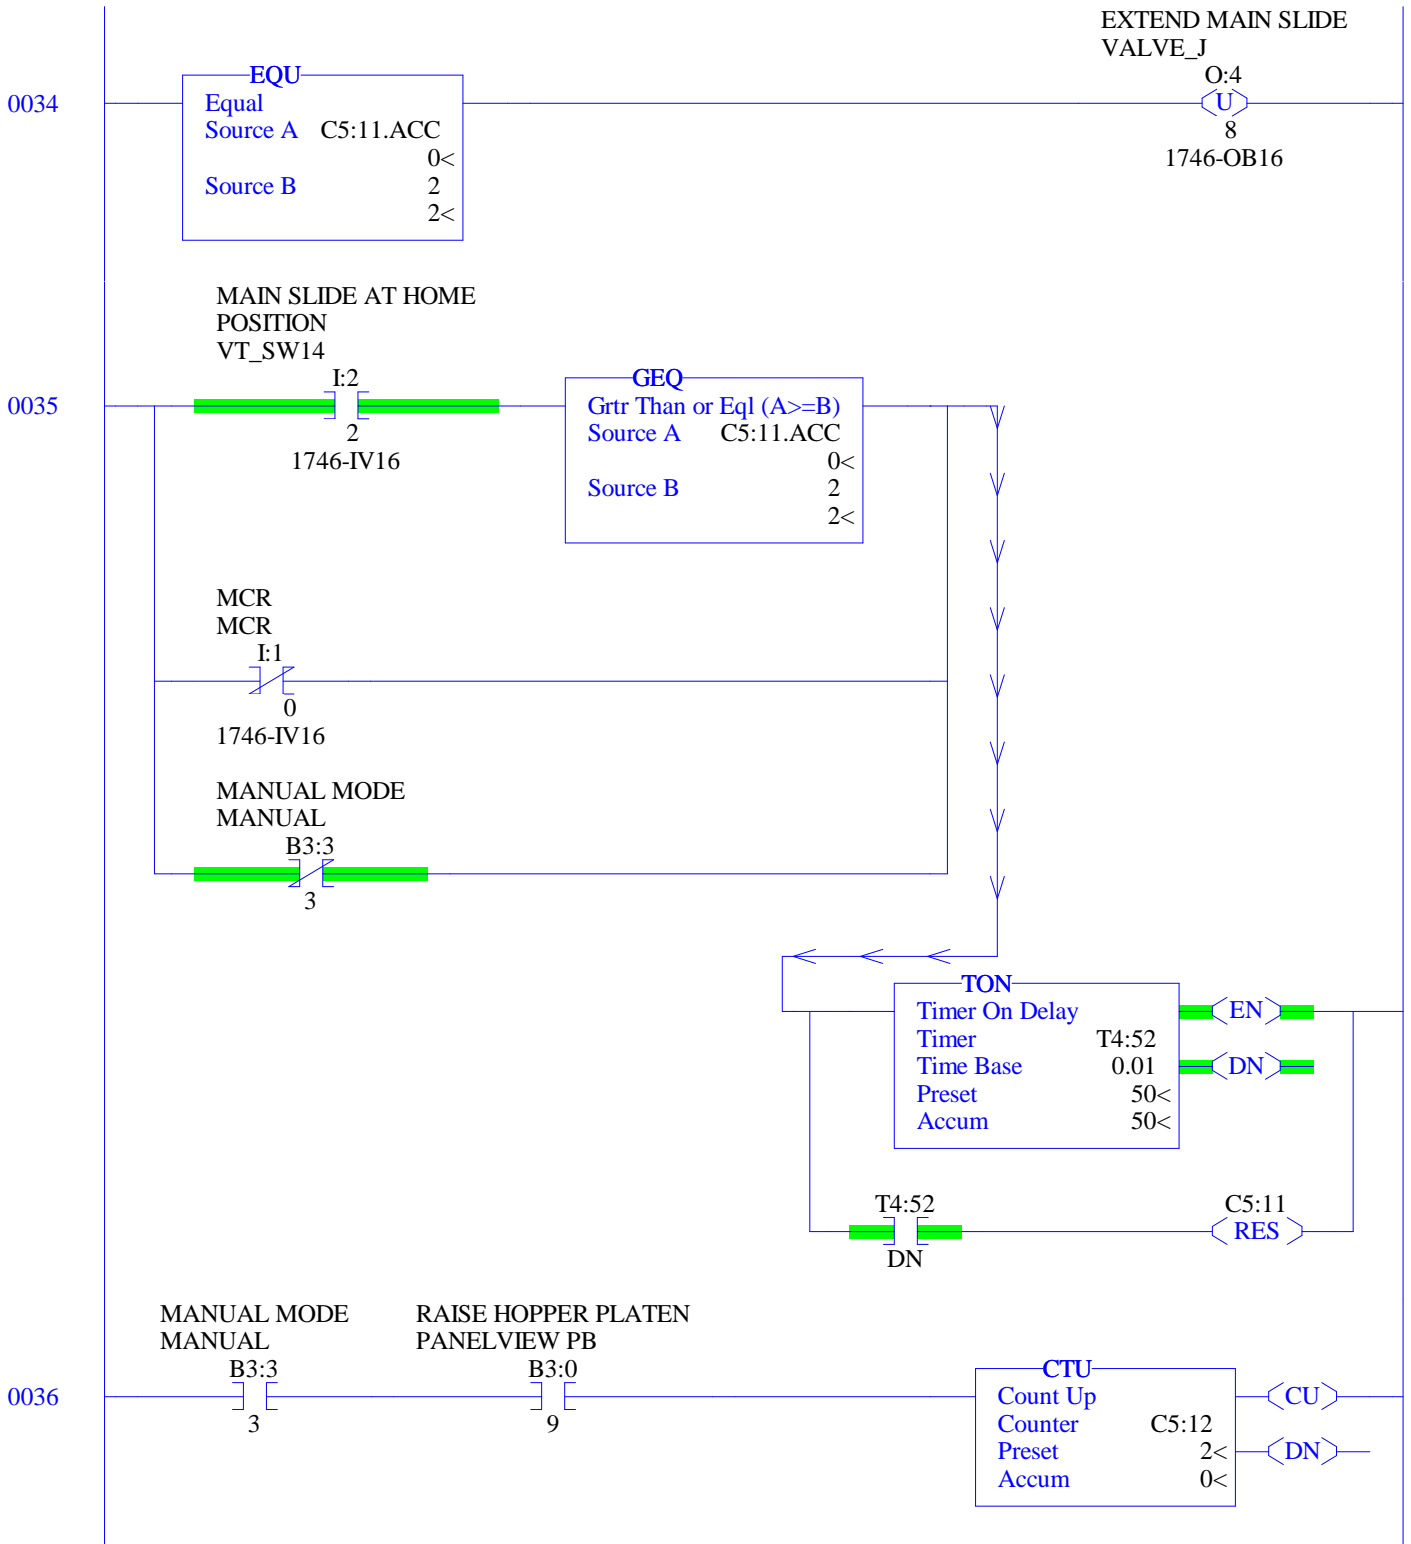 EXTEND MAIN SLIDE
VALVE_J
O:4
0034
EQU
Equal
Source A C5:11.ACC
0<
Source B 2
2<
U
8
1746-OB16
MAIN SLIDE AT HOME
POSITION
VT_SW14
I:2
0035
2
1746-IV16
GEQ
Grtr Than or Eql (A>=B)
Source A C5:11.ACC
0<
Source B 2
2<
MCR
MCR
I:1
0
1746-IV16
MANUAL MODE
MANUAL
B3:3
3
TON
Timer On Delay
Timer T4:52
Time Base 0.01
Preset 50<
Accum 50<
EN
DN
T4:52
DN
C5:11
RES
MANUAL MODE
MANUAL
B3:3
3
RAISE HOPPER PLATEN
PANELVIEW PB
B3:0
9
0036
CTU
Count Up
Counter C5:12
Preset 2<
Accum 0<
CU
DN